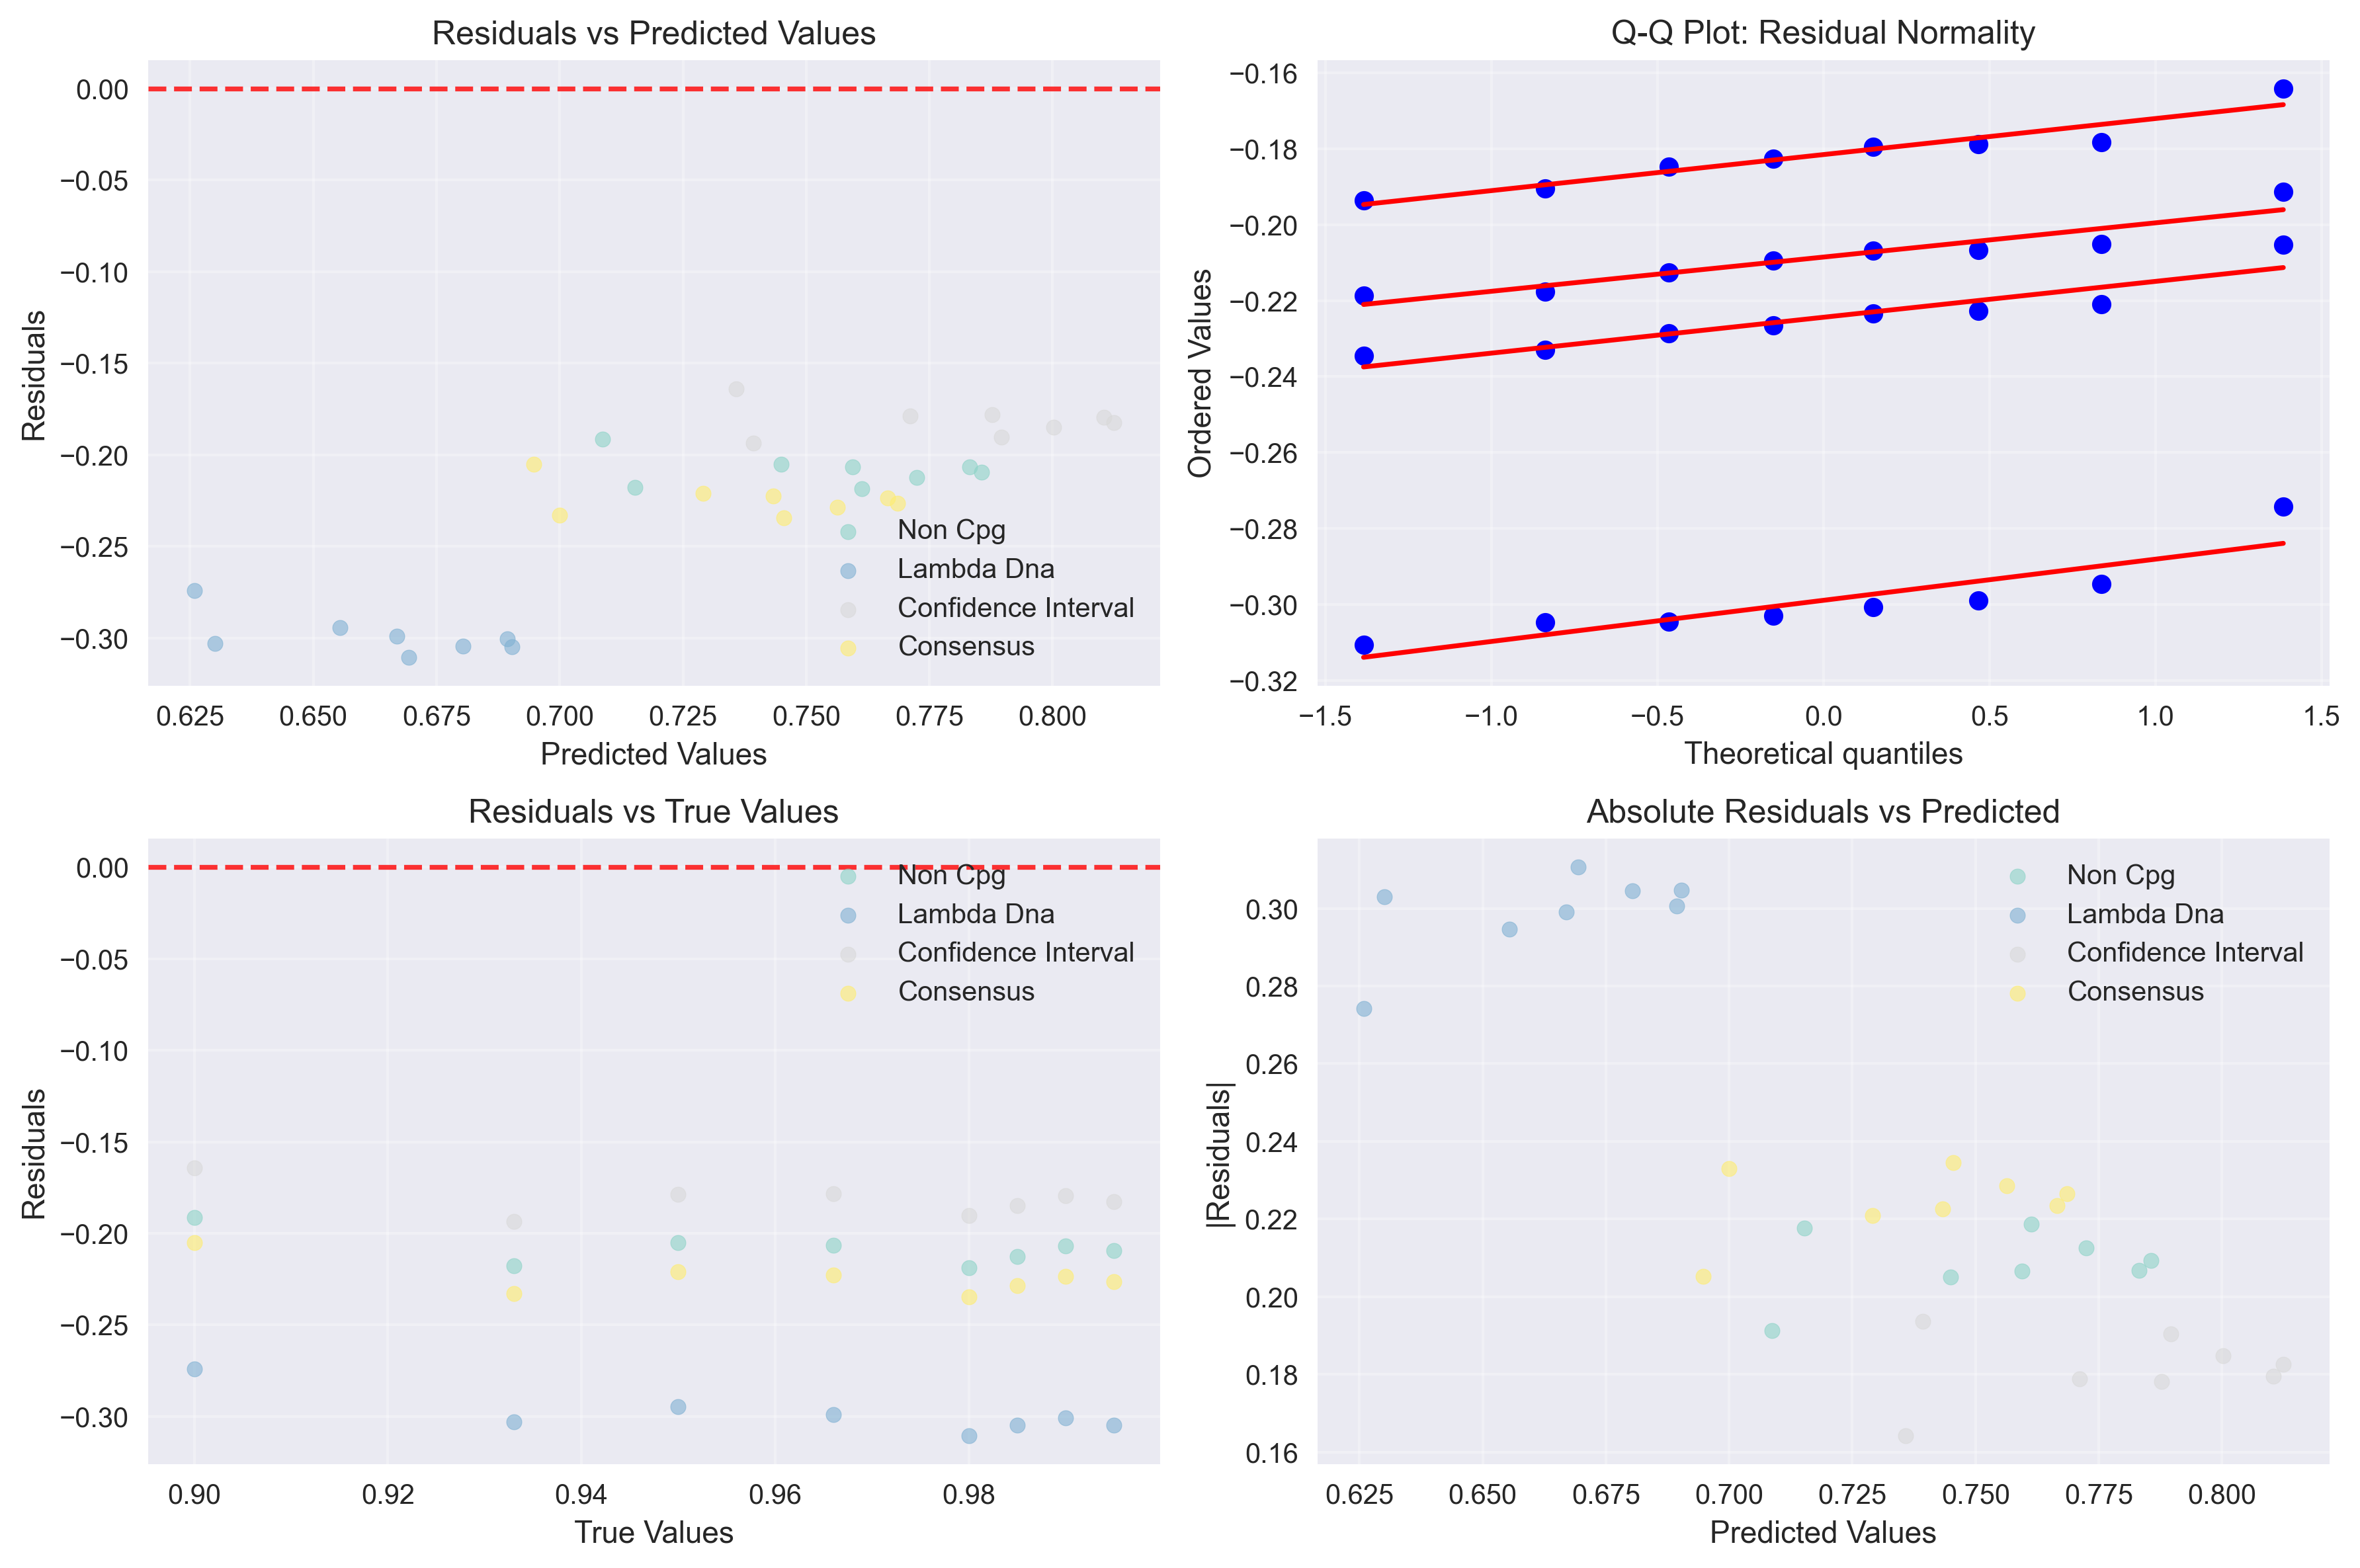 Residuals vs Predicted Values
0.00
−0.05
−0.10
−0.15
−0.20
−0.25
−0.30
Residuals
Non Cpg
Lambda Dna
Confidence Interval
Consensus
0.625 0.650 0.675 0.700 0.725 0.750 0.775 0.800
Predicted Values
Q-Q Plot: Residual Normality
−0.16
−0.18
−0.20
−0.22
−0.24
−0.26
−0.28
−0.30
−0.32
Ordered Values
−1.5 −1.0 −0.5 0.0 0.5 1.0 1.5
Theoretical quantiles
Residuals vs True Values
0.00
−0.05
−0.10
−0.15
−0.20
−0.25
−0.30
Residuals
Non Cpg
Lambda Dna
Confidence Interval
Consensus
0.90 0.92 0.94 0.96 0.98
True Values
Absolute Residuals vs Predicted
0.30
0.28
0.26
0.24
0.22
0.20
0.18
0.16
|Residuals|
Non Cpg
Lambda Dna
Confidence Interval
Consensus
0.625 0.650 0.675 0.700 0.725 0.750 0.775 0.800
Predicted Values